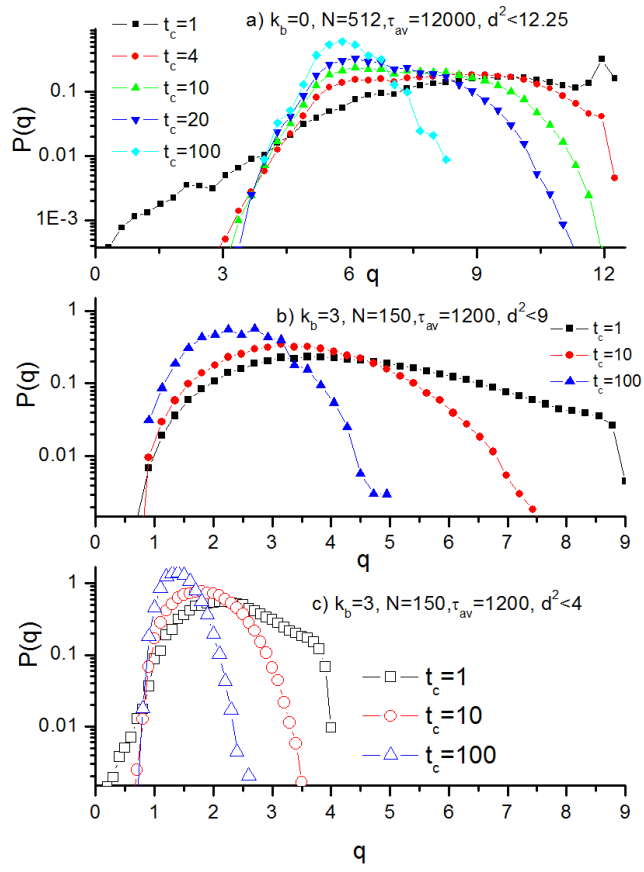 a) k_b=0, N=512,τ_av=12000, d²<12.25
t_c=1
t_c=4
t_c=10
t_c=20
t_c=100
P(q)
0.1
0.01
1E-3
0 3 6 9 12
q
b) k_b=3, N=150,τ_av=1200, d²<9
t_c=1
t_c=10
t_c=100
P(q)
1
0.1
0.01
0 1 2 3 4 5 6 7 8 9
q
c) k_b=3, N=150,τ_av=1200, d²<4
t_c=1
t_c=10
t_c=100
P(q)
1
0.1
0.01
0 1 2 3 4 5 6 7 8 9
q